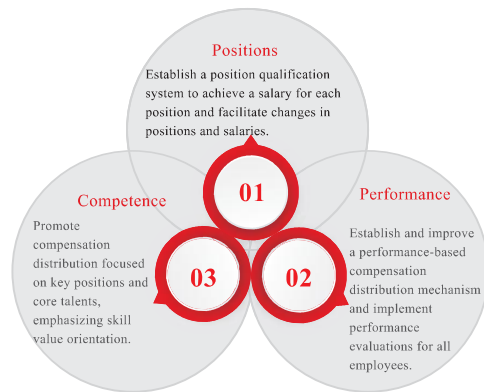 Positions
Establish a position qualification
system to achieve a salary for each
position and facilitate changes in
positions and salaries.
01
Performance
Establish and improve
a performance-based
compensation
distribution mechanism
and implement
performance
evaluations for all
employees.
02
Competence
Promote
compensation
distribution focused
on key positions and
core talents,
emphasizing skill
value orientation.
03